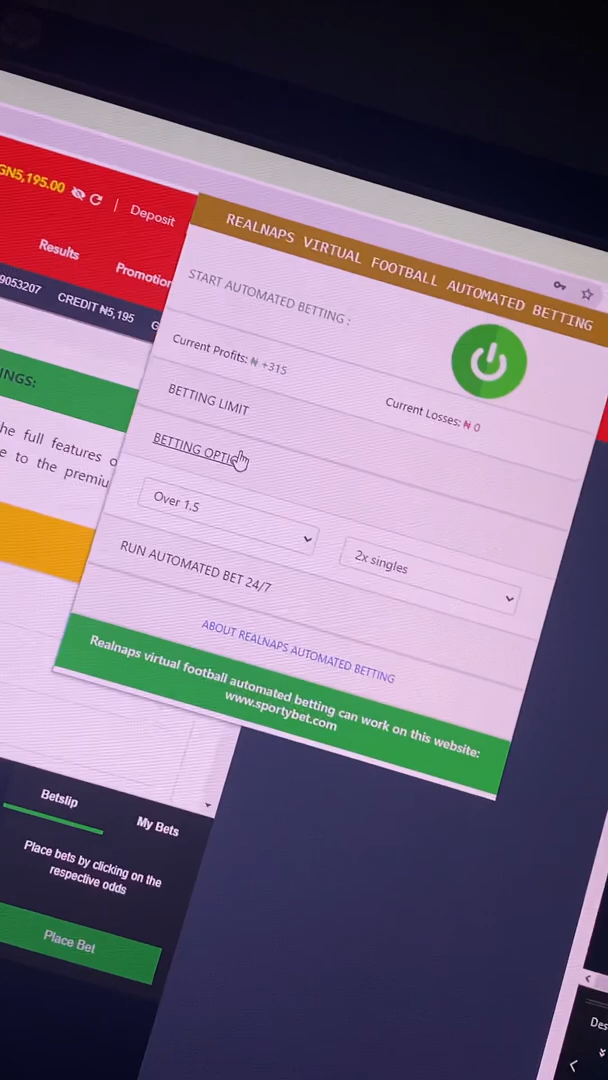 GN5,195.00
Deposit
Results
Promotion
9053207
CREDIT ₦5,195
REALNAPS VIRTUAL FOOTBALL AUTOMATED BETTING
START AUTOMATED BETTING :
Current Profits: ₦ +315
Current Losses: ₦ 0
BETTING LIMIT
BETTING OPTIO
Over 1.5
2x singles
RUN AUTOMATED BET 24/7
ABOUT REALNAPS AUTOMATED BETTING
Realnaps virtual football automated betting can work on this website:
www.sportybet.com
INGS:
he full features o
e to the premiu
Betslip
My Bets
Place bets by clicking on the
respective odds
Place Bet
Des